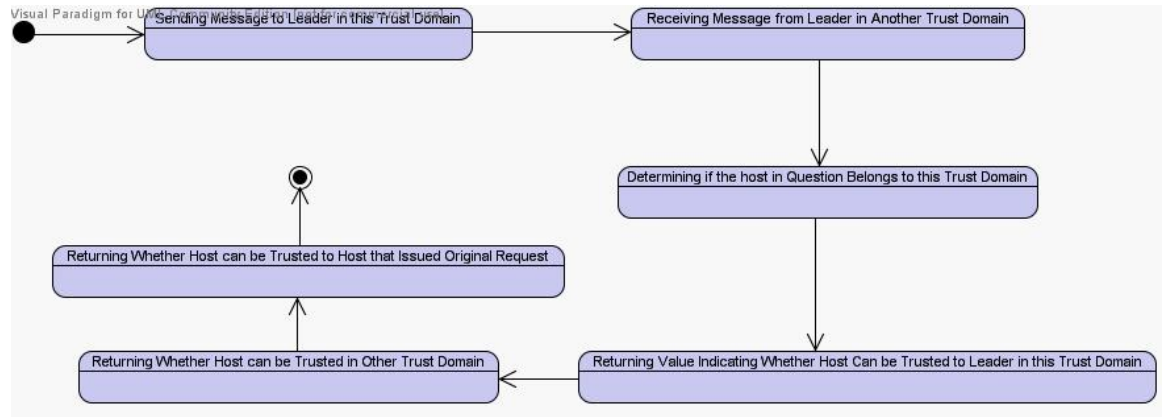 Visual Paradigm for UML Community Edition [not for commercial use]
Sending Message to Leader in this Trust Domain
Receiving Message from Leader in Another Trust Domain
Determining if the host in Question Belongs to this Trust Domain
Returning Whether Host can be Trusted to Host that Issued Original Request
Returning Whether Host can be Trusted in Other Trust Domain
Returning Value Indicating Whether Host Can be Trusted to Leader in this Trust Domain